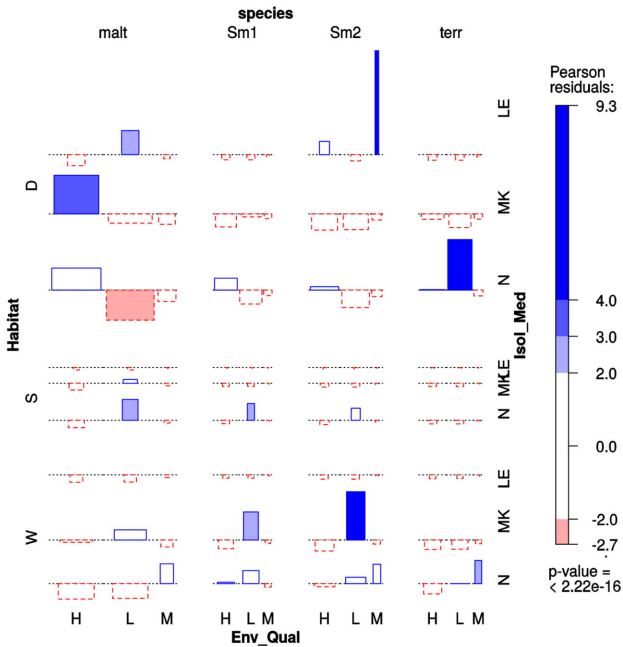 species
malt Sm1 Sm2 terr
Pearson
residuals:
9.3
4.0
3.0
2.0
0.0
-2.0
-2.7
p-value =
< 2.22e-16
Habitat
D
S
W
Isol_Med
LE
MK
N
LE
MK
N
LE
MK
N
H L M H L M H L M H L M
Env_Qual